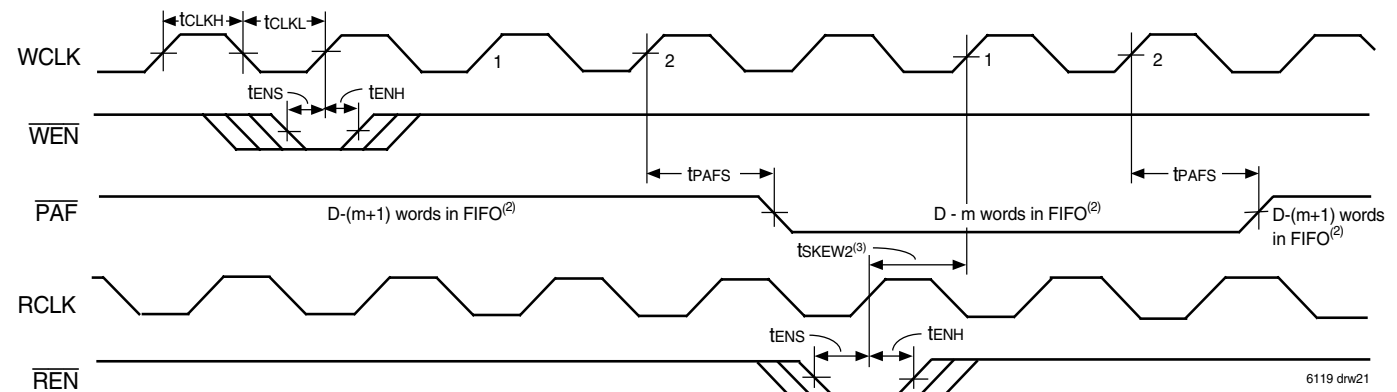 tCLKH tCLKL
WCLK 1 2 1 2
tENS tENH
WEN
tPAFS tPAFS
PAF D-(m+1) words in FIFO(2) D - m words in FIFO(2) D-(m+1) words
in FIFO(2)
tSKEW2(3)
RCLK
tENS tENH
REN
6119 drw21